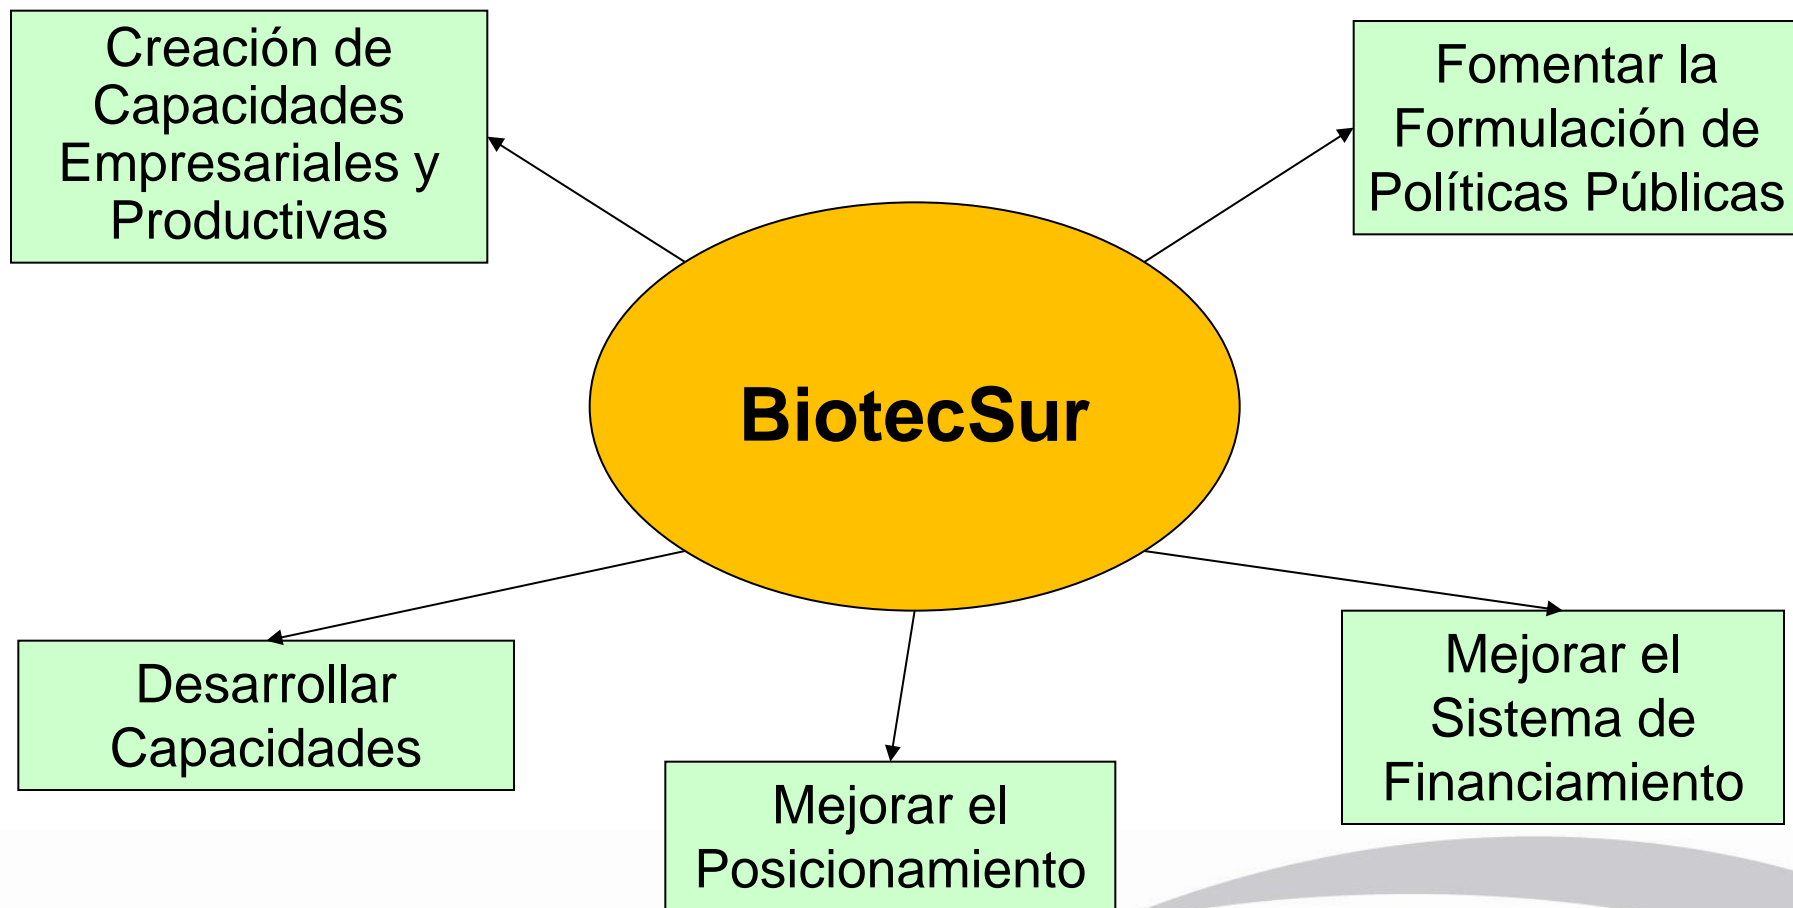 Creación de
Capacidades
Empresariales y
Productivas
Fomentar la
Formulación de
Políticas Públicas
BiotecSur
Desarrollar
Capacidades
Mejorar el
Posicionamiento
Mejorar el
Sistema de
Financiamiento